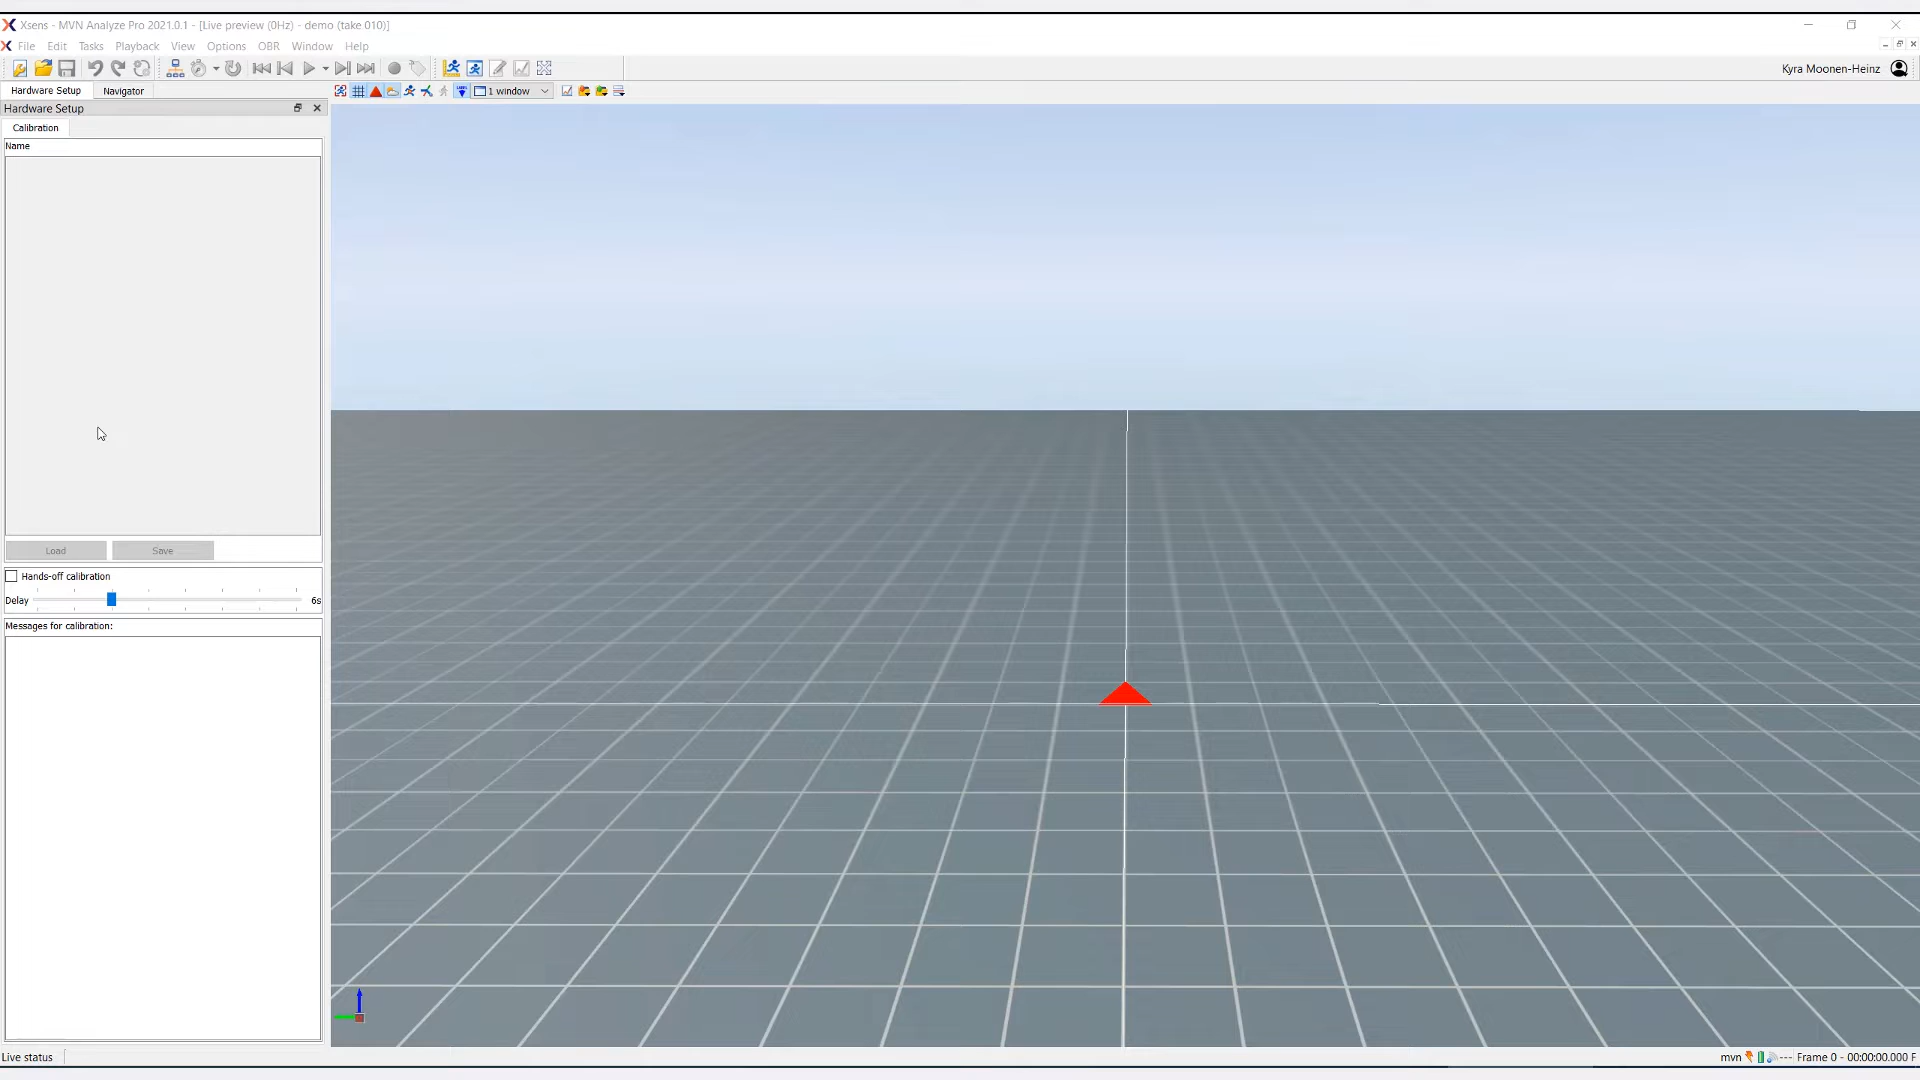 Xsens - MVN Analyze Pro 2021.0.1 - [Live preview (0Hz) - demo (take 010)]
File Edit Tasks Playback View Options OBR Window Help
Kyra Moonen-Heinz
Hardware Setup Navigator
1 window
Hardware Setup
Calibration
Name
Load Save
Hands-off calibration
Delay 6s
Messages for calibration:
Live status
mvn --- Frame 0 - 00:00:00.000 F